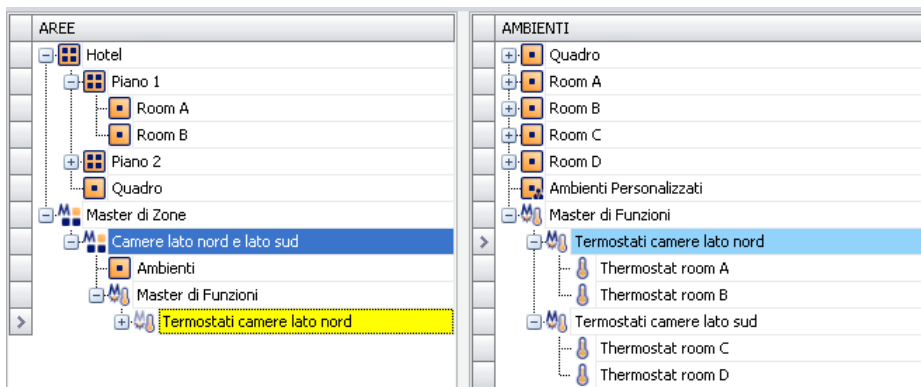 AREE
Hotel
Piano 1
Room A
Room B
Piano 2
Quadro
Master di Zone
Camere lato nord e lato sud
Ambienti
Master di Funzioni
Termostati camere lato nord
AMBIENTI
Quadro
Room A
Room B
Room C
Room D
Ambienti Personalizzati
Master di Funzioni
Termostati camere lato nord
Thermostat room A
Thermostat room B
Termostati camere lato sud
Thermostat room C
Thermostat room D